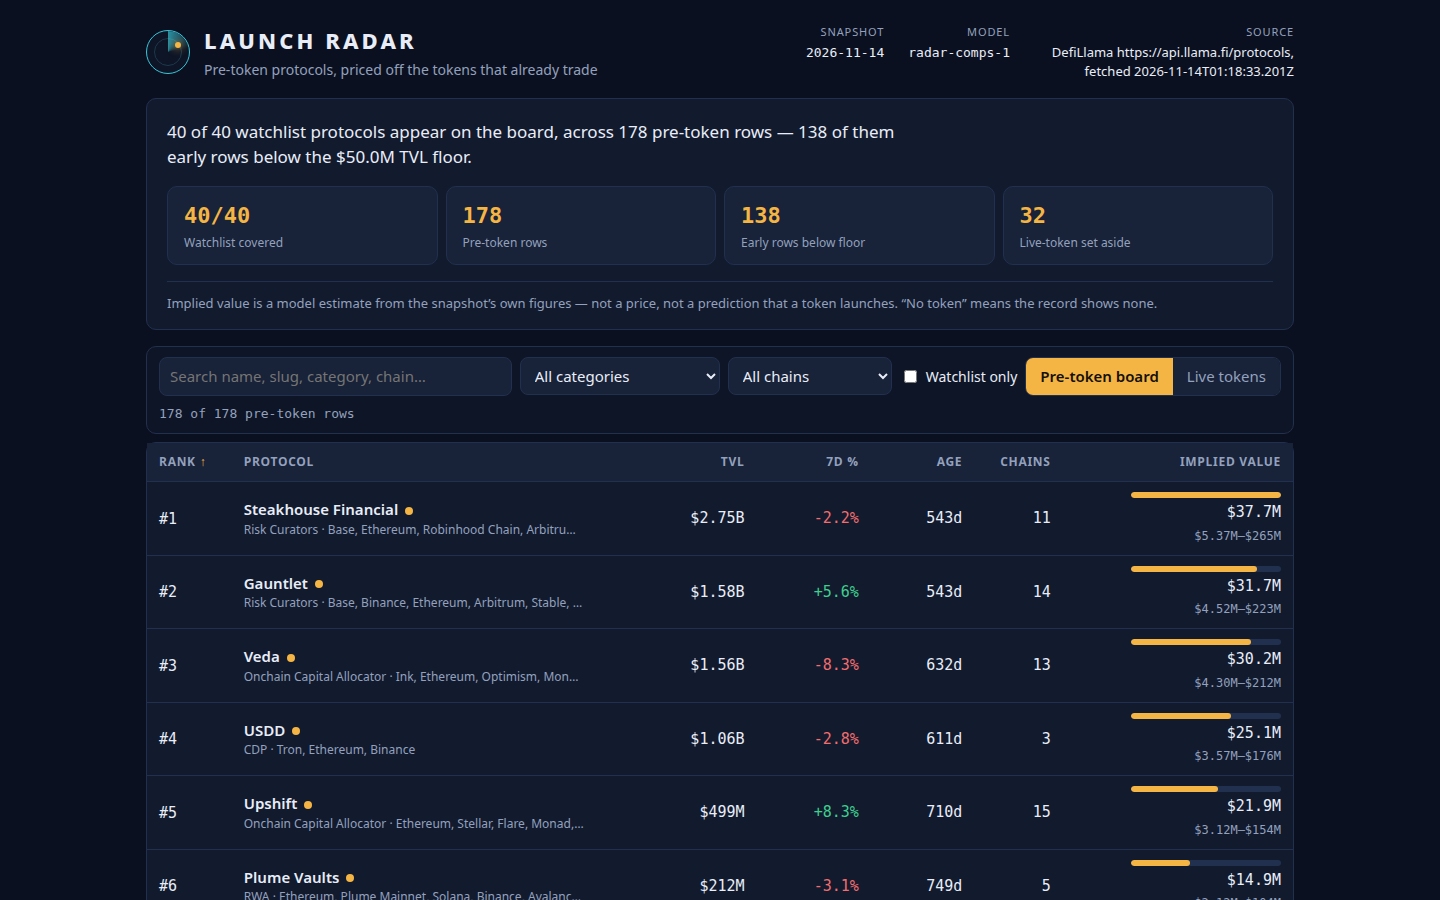 LAUNCH RADAR
Pre-token protocols, priced off the tokens that already trade
SNAPSHOT
2026-11-14
MODEL
radar-comps-1
SOURCE
DefiLlama https://api.llama.fi/protocols,
fetched 2026-11-14T01:18:33.201Z
40 of 40 watchlist protocols appear on the board, across 178 pre-token rows — 138 of them
early rows below the $50.0M TVL floor.
40/40
Watchlist covered
178
Pre-token rows
138
Early rows below floor
32
Live-token set aside
Implied value is a model estimate from the snapshot's own figures — not a price, not a prediction that a token launches. “No token” means the record shows none.
Search name, slug, category, chain...
All categories
All chains
Watchlist only
Pre-token board
Live tokens
178 of 178 pre-token rows
RANK ↑ PROTOCOL TVL 7D % AGE CHAINS IMPLIED VALUE
#1 Steakhouse Financial $2.75B -2.2% 543d 11 $37.7M
Risk Curators · Base, Ethereum, Robinhood Chain, Arbitru... $5.37M–$265M
#2 Gauntlet $1.58B +5.6% 543d 14 $31.7M
Risk Curators · Base, Binance, Ethereum, Arbitrum, Stable, ... $4.52M–$223M
#3 Veda $1.56B -8.3% 632d 13 $30.2M
Onchain Capital Allocator · Ink, Ethereum, Optimism, Mon... $4.30M–$212M
#4 USDD $1.06B -2.8% 611d 3 $25.1M
CDP · Tron, Ethereum, Binance $3.57M–$176M
#5 Upshift $499M +8.3% 710d 15 $21.9M
Onchain Capital Allocator · Ethereum, Stellar, Flare, Monad,... $3.12M–$154M
#6 Plume Vaults $212M -3.1% 749d 5 $14.9M
RWA · Ethereum, Plume Mainnet, Solana, Binance, Avalanc...